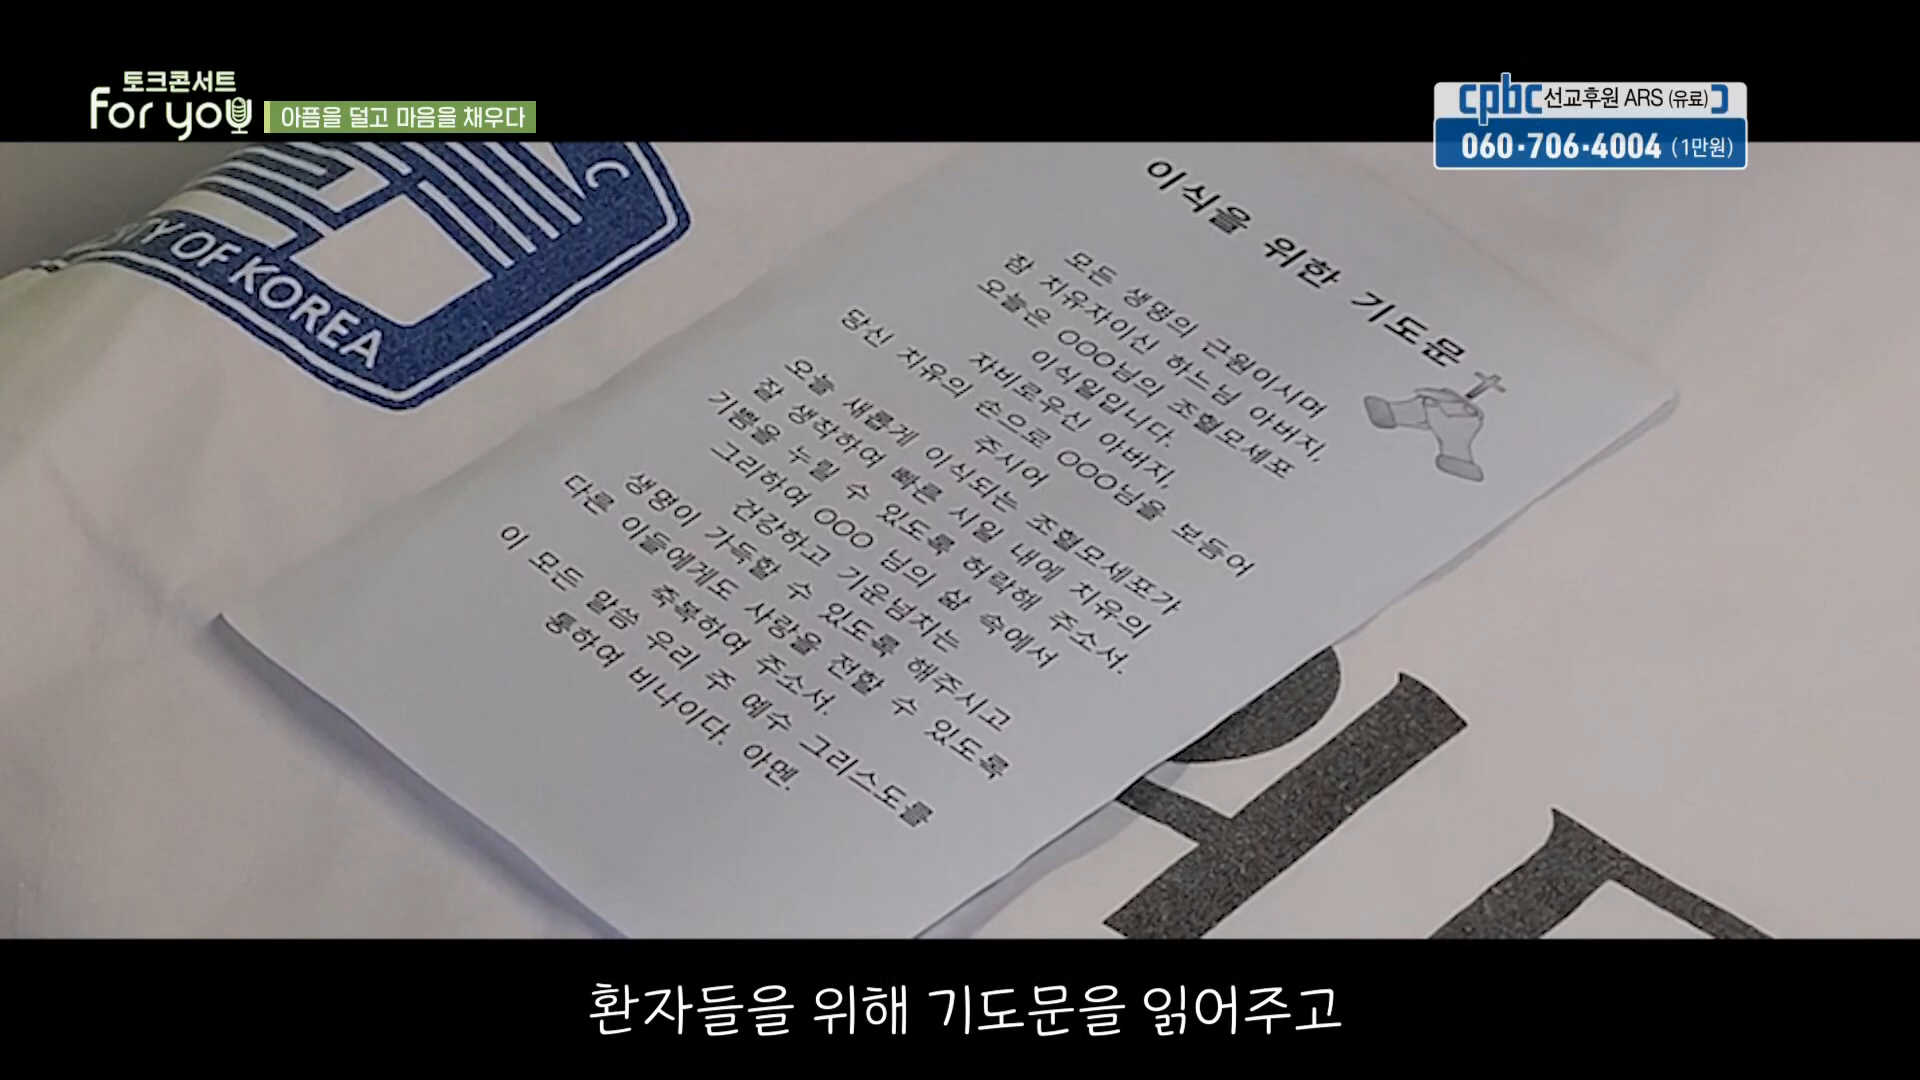 토크콘서트
for you
아픔을 덜고 마음을 채우다
cpbc 선교후원 ARS (유료)
060·706·4004 (1만원)
C
TY OF KOREA
이식을 위한 기도문
모든 생명의 근원이시며
참 치유자이신 하느님 아버지,
오늘은 OOO님의 조혈모세포
이식일입니다.
자비로우신 아버지,
당신 치유의 손으로 OOO님을 보듬어
주시어
오늘 새롭게 이식되는 조혈모세포가
잘 생착하여 빠른 시일 내에 치유의
기쁨을 누릴 수 있도록 허락해 주소서.
그리하여 OOO 님의 삶 속에서
건강하고 기운넘치는
생명이 가득할 수 있도록 해주시고
다른 이들에게도 사랑을 전할 수 있도록
축복하여 주소서.
이 모든 말씀 우리 주 예수 그리스도를
통하여 비나이다. 아멘.
환자들을 위해 기도문을 읽어주고